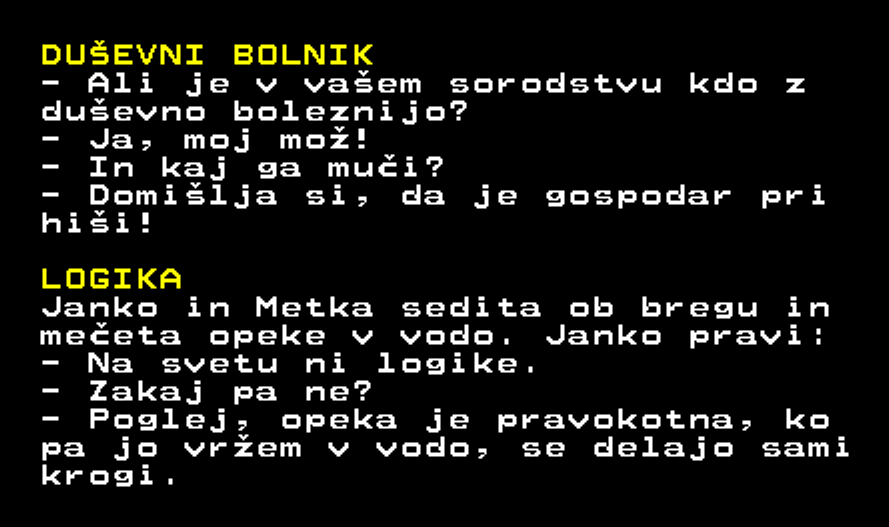 DUŠEVNI BOLNIK
- Ali je v vašem sorodstvu kdo z
duševno boleznijo?
- Ja, moj mož!
- In kaj ga muči?
- Domišlja si, da je gospodar pri
hiši!
LOGIKA
Janko in Metka sedita ob bregu in
mečeta opeke v vodo. Janko pravi:
- Na svetu ni logike.
- Zakaj pa ne?
- Poglej, opeka je pravokotna, ko
pa jo vržem v vodo, se delajo sami
krogi.